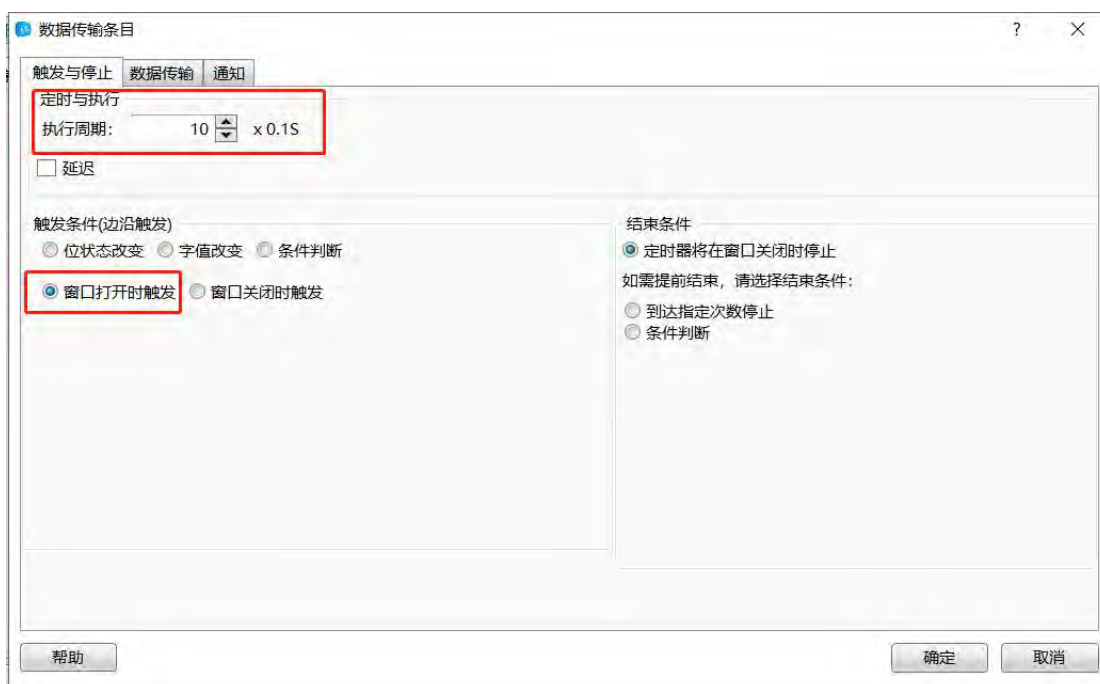 数据传输条目
?
触发与停止 数据传输 通知
定时与执行
执行周期: 10 x 0.1S
延迟
触发条件(边沿触发)
位状态改变 字值改变 条件判断
窗口打开时触发 窗口关闭时触发
结束条件
定时器将在窗口关闭时停止
如需提前结束，请选择结束条件:
到达指定次数停止
条件判断
帮助 确定 取消